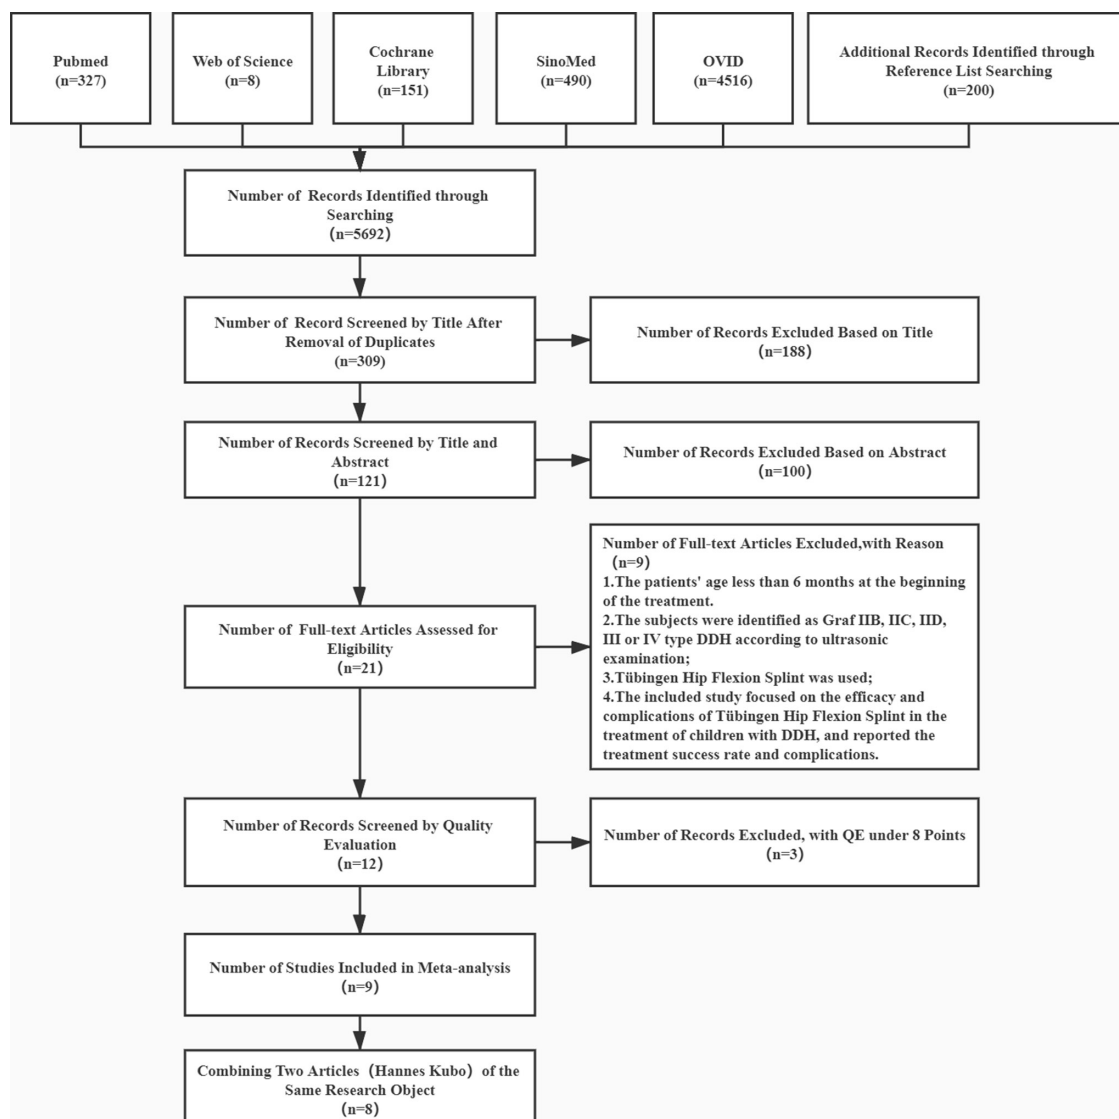 Pubmed
(n=327)
Web of Science
(n=8)
Cochrane
Library
(n=151)
SinoMed
(n=490)
OVID
(n=4516)
Additional Records Identified through
Reference List Searching
(n=200)
Number of  Records Identified through
Searching
(n=5692)
Number of  Record Screened by Title After
Removal of Duplicates
(n=309)
Number of Records Excluded Based on Title
(n=188)
Number of Records Screened by Title and
Abstract
(n=121)
Number of Records Excluded Based on Abstract
(n=100)
Number of Full-text Articles Excluded,with Reason
(n=9)
1.The patients' age less than 6 months at the beginning
of the treatment.
2.The subjects were identified as Graf IIB, IIC, IID,
III or IV type DDH according to ultrasonic
examination;
3.Tübingen Hip Flexion Splint was used;
4.The included study focused on the efficacy and
complications of Tübingen Hip Flexion Splint in the
treatment of children with DDH, and reported the
treatment success rate and complications.
Number of  Full-text Articles Assessed for
Eligibility
(n=21)
Number of Records Screened by Quality
Evaluation
(n=12)
Number of Records Excluded, with QE under 8 Points
(n=3)
Number of Studies Included in Meta-analysis
(n=9)
Combining Two Articles（Hannes Kubo）of the
Same Research Object
(n=8)